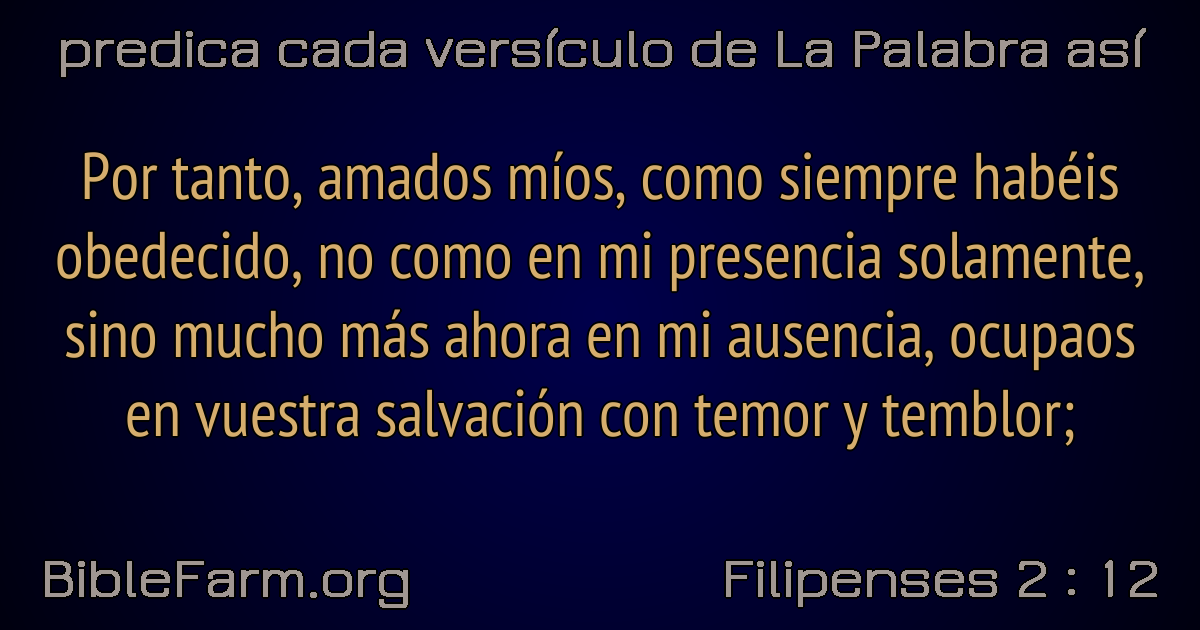 predica cada versículo de La Palabra así
Por tanto, amados míos, como siempre habéis
obedecido, no como en mi presencia solamente,
sino mucho más ahora en mi ausencia, ocupaos
en vuestra salvación con temor y temblor;
BibleFarm.org
Filipenses 2 : 12